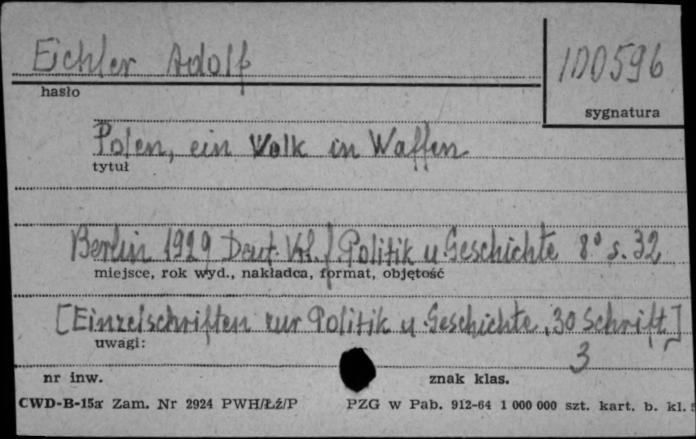 Eichler Adolf
100596
hasło
sygnatura
Polen, ein Volk in Waffen
tytuł
Berlin 1929 Deut. Vrl. f Politik u. Geschichte 8° s. 32
miejsce, rok wyd., nakładca, format, objętość
[Einzelschriften zur Politik u Geschichte, 30 Schrift]
uwagi:
3
nr inw.
znak klas.
CWD-B-15a Zam. Nr 2924 PWH/Łź/P
PZG w Pab. 912-64 1 000 000 szt. kart. b. kl.